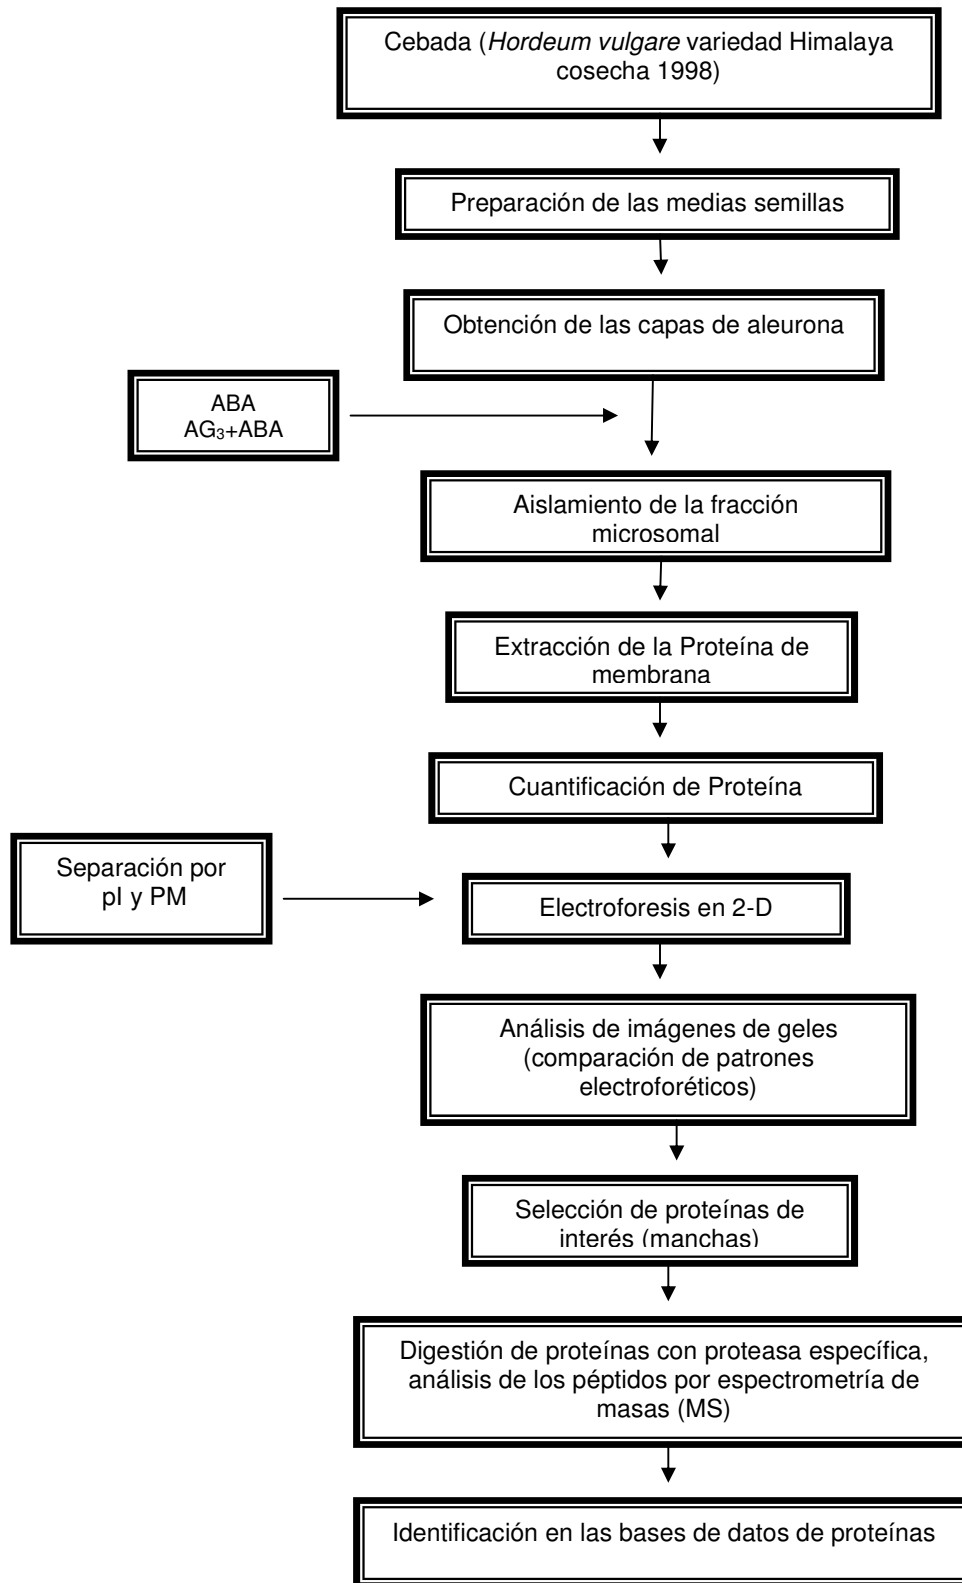 Cebada (Hordeum vulgare variedad Himalaya
cosecha 1998)
Preparación de las medias semillas
Obtención de las capas de aleurona
ABA
AG₃+ABA
Aislamiento de la fracción
microsomal
Extracción de la Proteína de
membrana
Cuantificación de Proteína
Separación por
pI y PM
Electroforesis en 2-D
Análisis de imágenes de geles
(comparación de patrones
electroforéticos)
Selección de proteínas de
interés (manchas)
Digestión de proteínas con proteasa específica,
análisis de los péptidos por espectrometría de
masas (MS)
Identificación en las bases de datos de proteínas